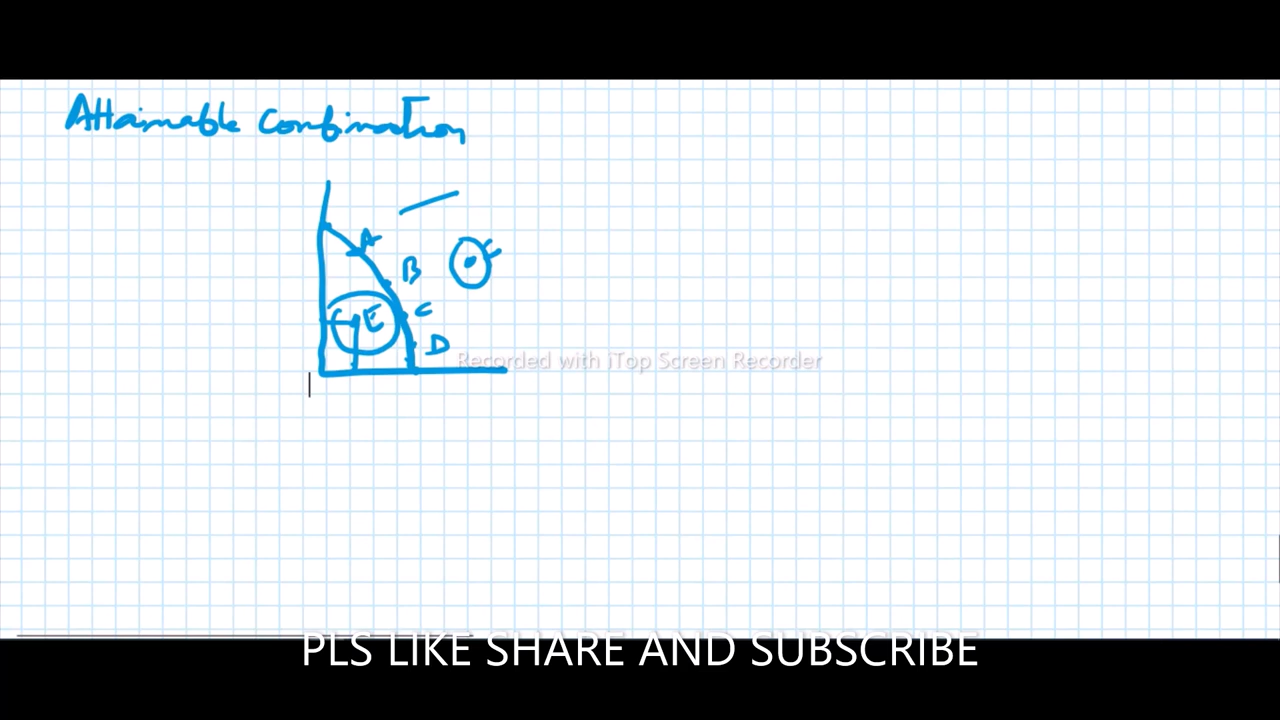 Attainable Combination
A
B
C
E
D
Recorded with iTop Screen Recorder
PLS LIKE SHARE AND SUBSCRIBE